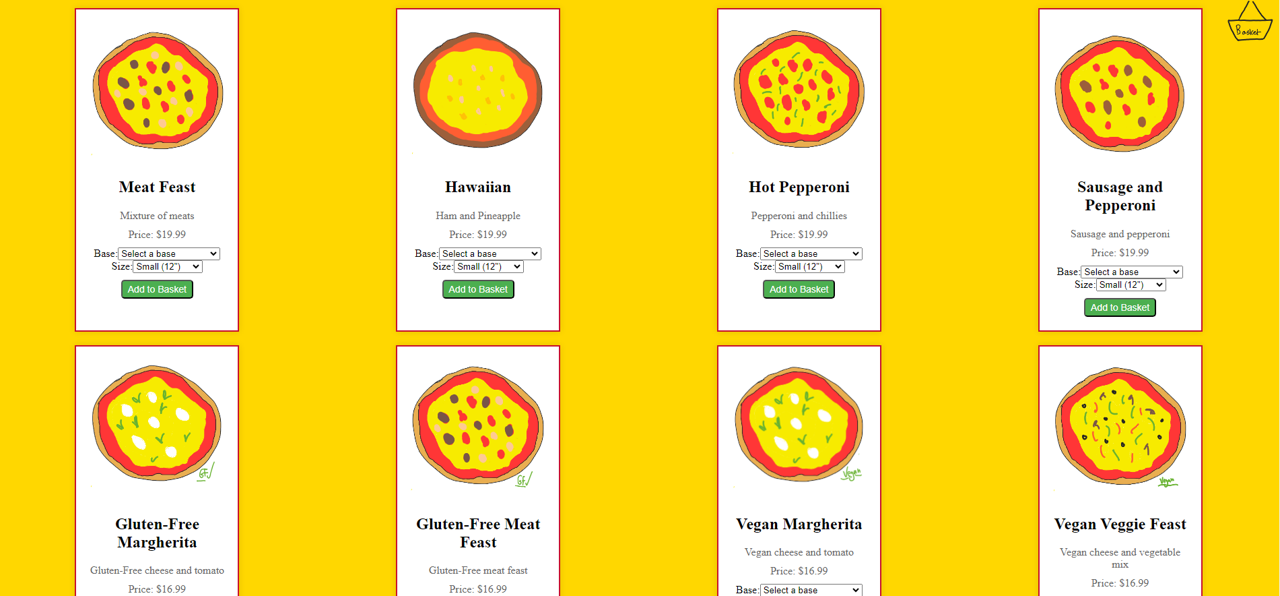 Basket
Meat Feast
Mixture of meats
Price: $19.99
Base: Select a base
Size: Small (12")
Add to Basket
Hawaiian
Ham and Pineapple
Price: $19.99
Base: Select a base
Size: Small (12")
Add to Basket
Hot Pepperoni
Pepperoni and chillies
Price: $19.99
Base: Select a base
Size: Small (12")
Add to Basket
Sausage and
Pepperoni
Sausage and pepperoni
Price: $19.99
Base: Select a base
Size: Small (12")
Add to Basket
GF
Gluten-Free
Margherita
Gluten-Free cheese and tomato
Price: $16.99
GF
Gluten-Free Meat
Feast
Gluten-Free meat feast
Price: $16.99
Vegan
Vegan Margherita
Vegan cheese and tomato
Price: $16.99
Base: Select a base
Vegan
Vegan Veggie Feast
Vegan cheese and vegetable
mix
Price: $16.99